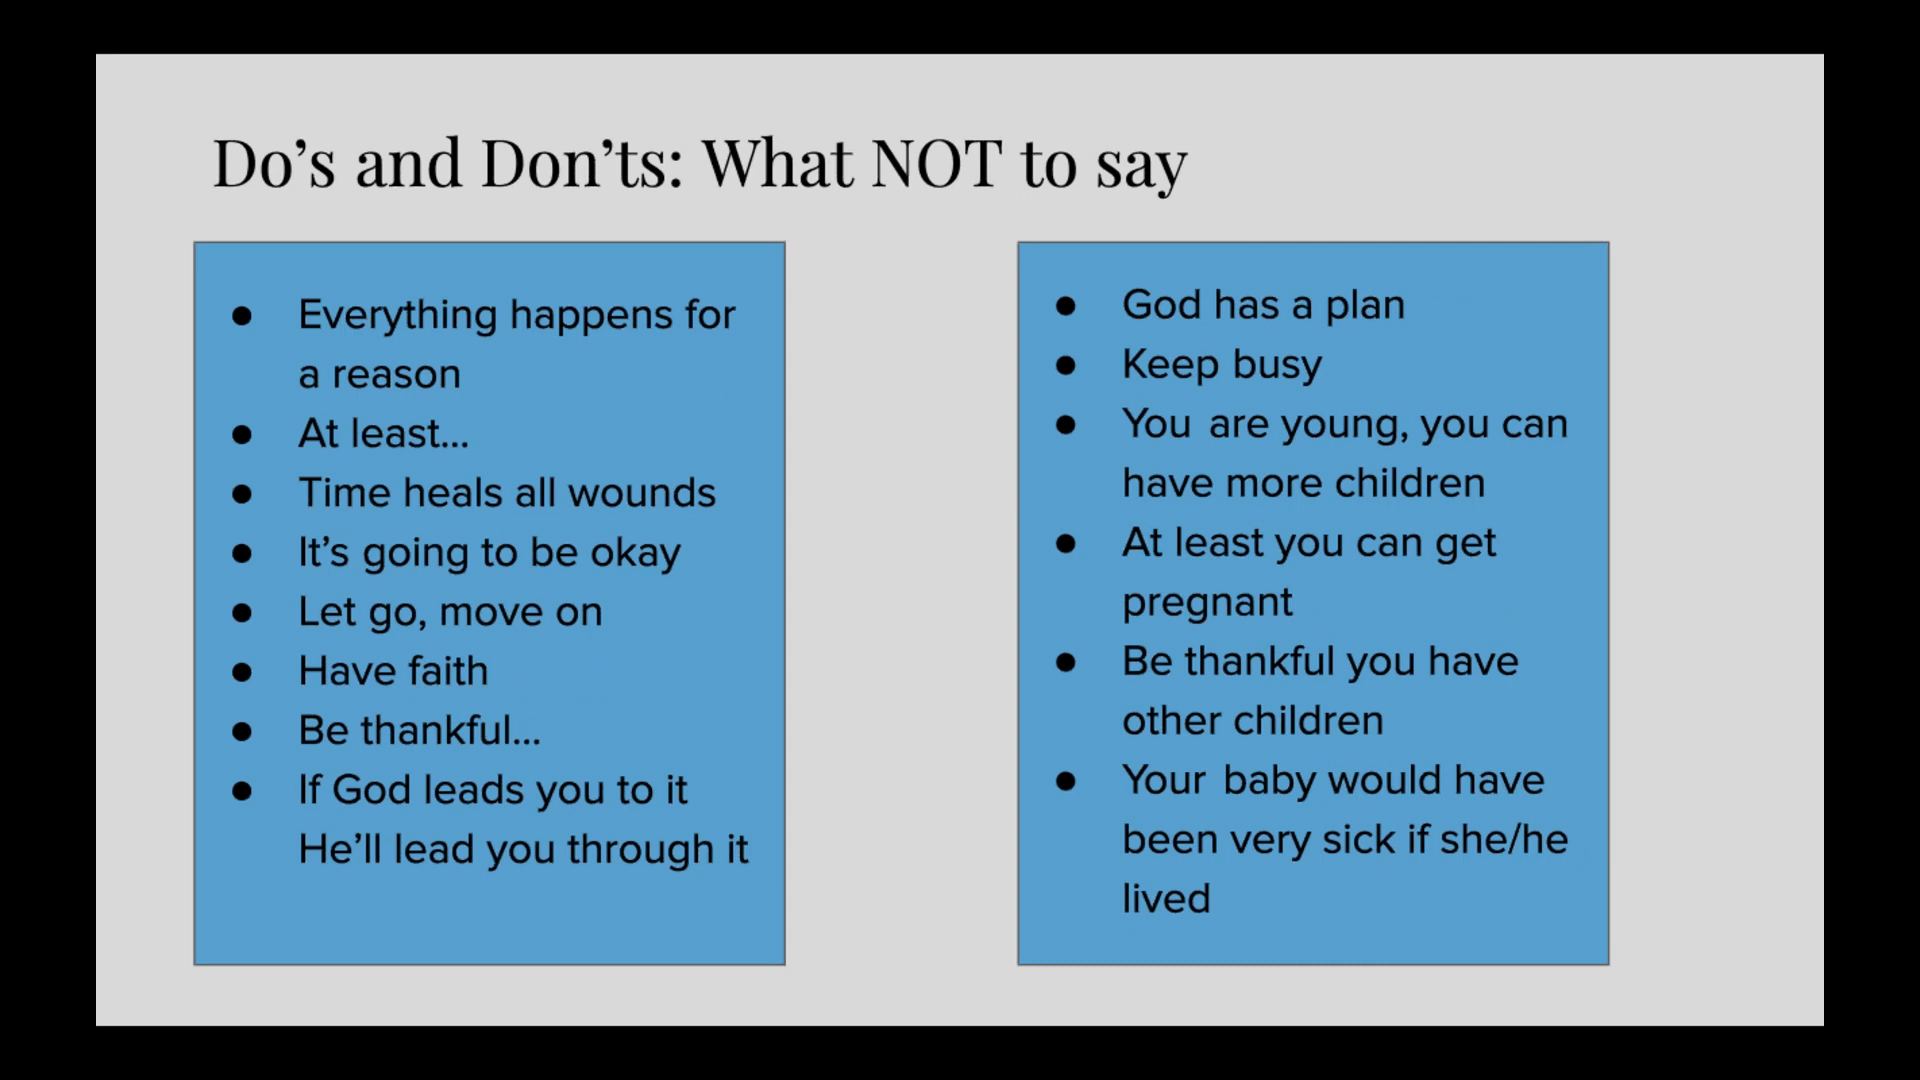 Do’s and Don’ts: What NOT to say
● Everything happens for
a reason
● At least...
● Time heals all wounds
● It’s going to be okay
● Let go, move on
● Have faith
● Be thankful...
● If God leads you to it
He’ll lead you through it
● God has a plan
● Keep busy
● You are young, you can
have more children
● At least you can get
pregnant
● Be thankful you have
other children
● Your baby would have
been very sick if she/he
lived